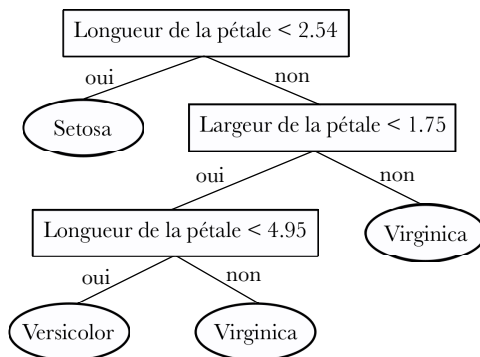 Longueur de la pétale < 2.54
oui
non
Setosa
Largeur de la pétale < 1.75
oui
non
Longueur de la pétale < 4.95
Virginica
oui
non
Versicolor
Virginica